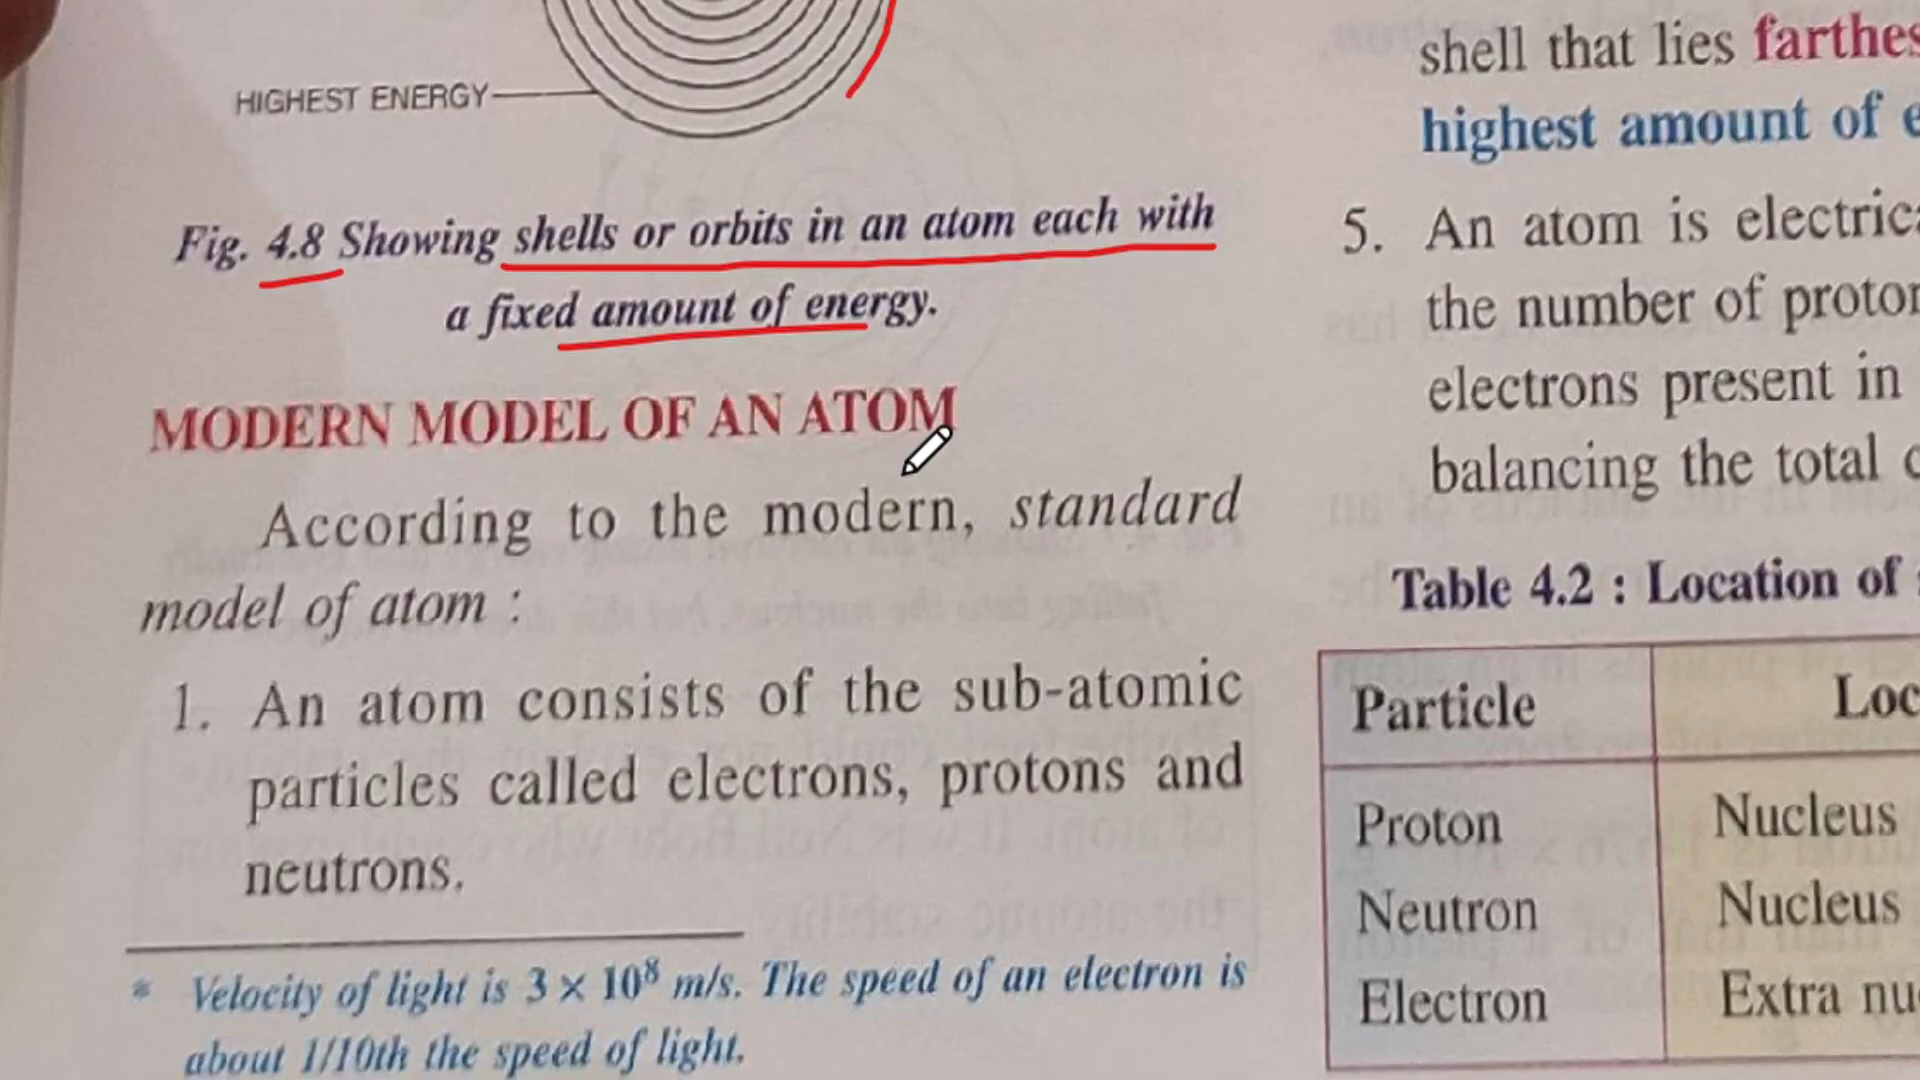 HIGHEST ENERGY
Fig. 4.8 Showing shells or orbits in an atom each with
a fixed amount of energy.
MODERN MODEL OF AN ATOM
According to the modern, standard
model of atom :
1. An atom consists of the sub-atomic
particles called electrons, protons and
neutrons.
* Velocity of light is 3 × 10⁸ m/s. The speed of an electron is
about 1/10th the speed of light.
shell that lies
highest amount of
5. An atom is
the number of
electrons present in
balancing the total
Table 4.2 : Location of
Particle
Proton Nucleus
Neutron Nucleus
Electron Extra